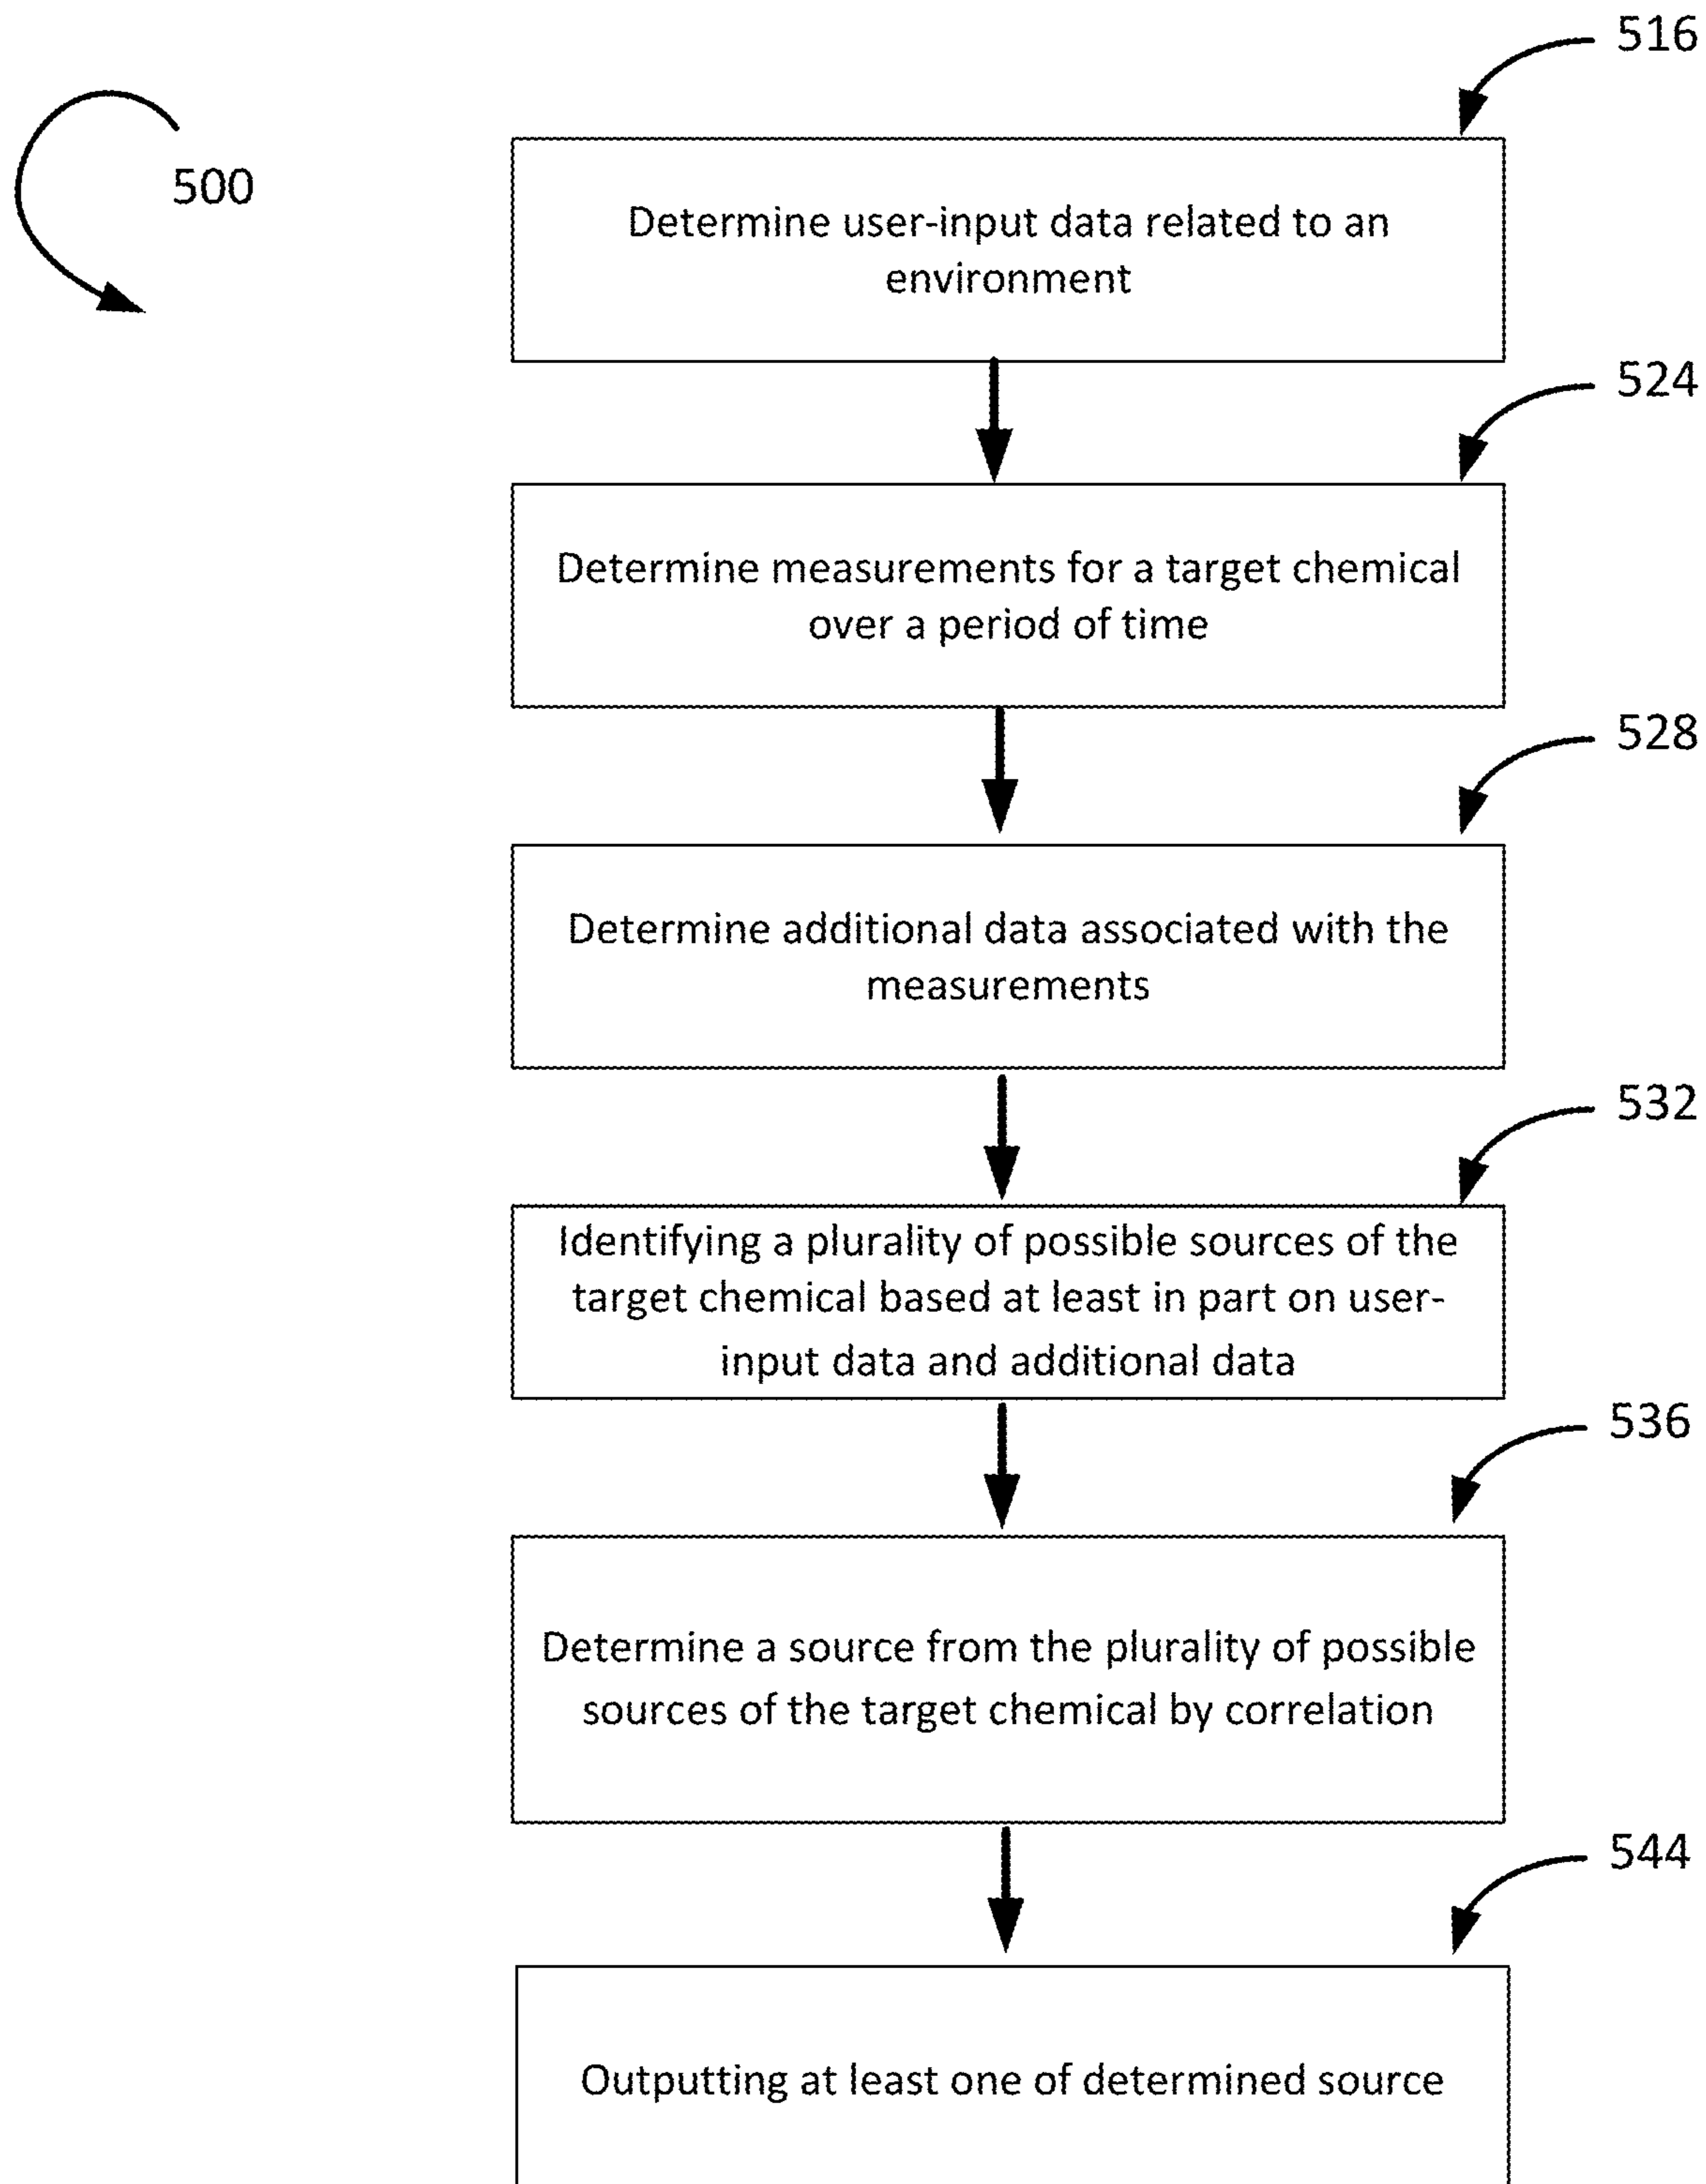 516
500
Determine user-input data related to an
environment
524
Determine measurements for a target chemical
over a period of time
528
Determine additional data associated with the
measurements
532
Identifying a plurality of possible sources of the
target chemical based at least in part on user-
input data and additional data
536
Determine a source from the plurality of possible
sources of the target chemical by correlation
544
Outputting at least one of determined source